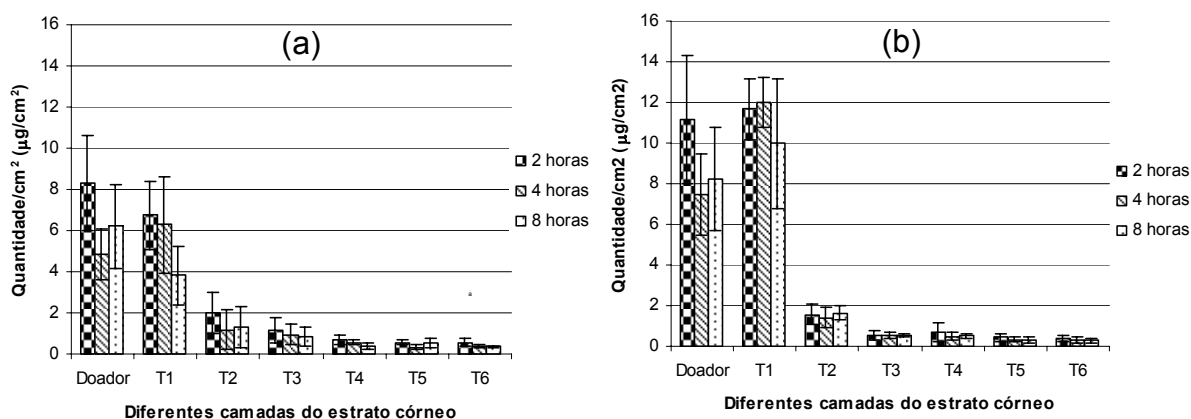 (a)
Quantidade/cm² (µg/cm²)
16
14
12
10
8
6
4
2
0
Doador T1 T2 T3 T4 T5 T6
Diferentes camadas do estrato córneo
2 horas
4 horas
8 horas
(b)
Quantidade/cm2 (µg/cm2)
16
14
12
10
8
6
4
2
0
Doador T1 T2 T3 T4 T5 T6
Diferentes camadas do estrato córneo
2 horas
4 horas
8 horas